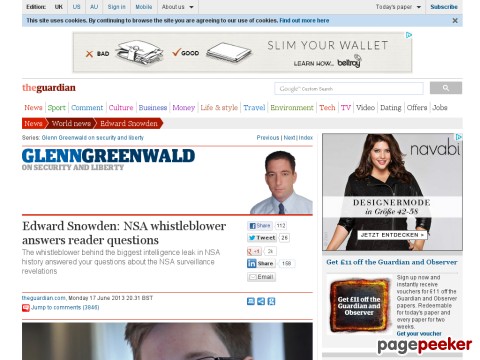 Edition: UK US AU Sign in Mobile About us Today's paper Subscribe
This site uses cookies. By continuing to browse the site you are agreeing to our use of cookies. Find out more here
BAD GOOD SLIM YOUR WALLET
LEARN HOW... bellroy
theguardian
Google Custom Search Search
News Sport Comment Culture Business Money Life & style Travel Environment Tech TV Video Dating Offers Jobs
News World news Edward Snowden
Series: Glenn Greenwald on security and liberty
Previous | Next | Index
GLENNGREENWALD
ON SECURITY AND LIBERTY
Edward Snowden: NSA whistleblower
answers reader questions
The whistleblower behind the biggest intelligence leak in NSA
history answered your questions about the NSA surveillance
revelations
Share 112
Tweet 26
+1 2k
Share 158
Email
theguardian.com, Monday 17 June 2013 20.31 BST
Jump to comments (3846)
navabi
DESIGNERMODE
in Größe 42-58
JETZT ENTDECKEN >
Get £11 off the Guardian and Observer
Get £11 off the
Guardian and
Observer
Sign up now and
instantly receive
vouchers for £11 off the
Guardian and Observer
papers. Redeemable
for today's paper and
every paper for two
weeks.
Get your voucher
pagepeeker